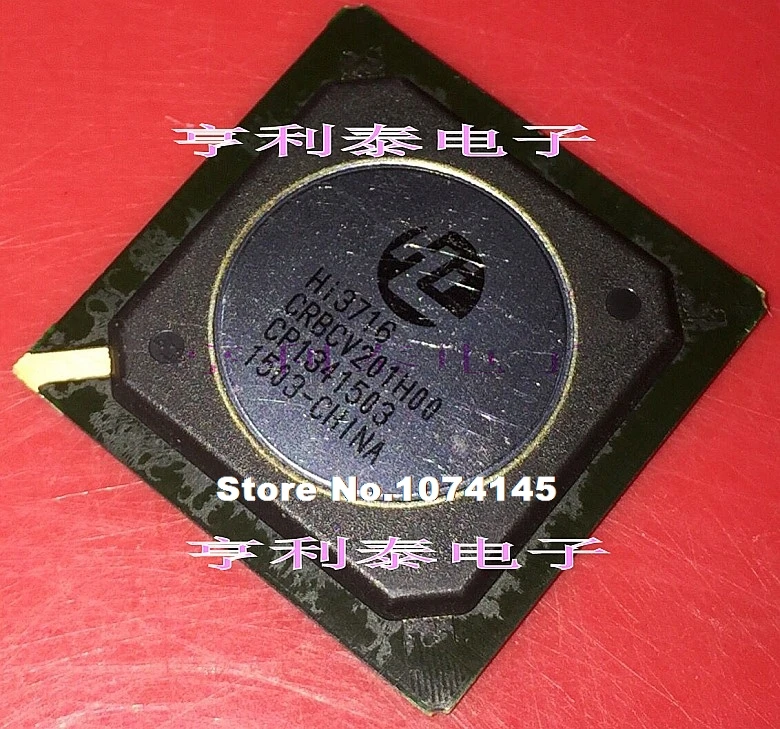 亨利泰电子
Hi3716
CRBCV201H00
CP1341503
1503-CHINA
Store No.1074145
亨利泰电子